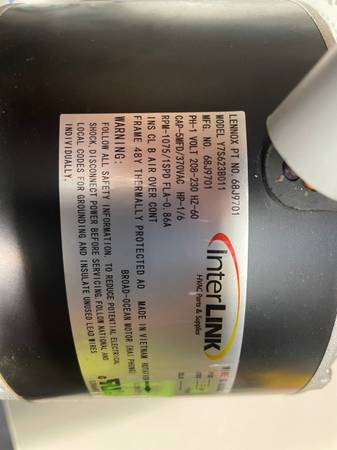 LENNOX PT NO. 68J9701
MODEL Y7S623B011
MFG. NO. 68J9701
PH-1 VOLT 208-230 HZ-60
CAP-5MFD/370VAC HP-1/6
RPM-1075/1SPD FLA-0.86A
INS CL B AIR OVER CONT
FRAME 48Y THERMALLY PROTECTED AO
MADE IN VIETNAM
BROAD-OCEAN MOTOR (HAI PHONG)
WARNING:
FOLLOW ALL SAFETY INFORMATION. TO REDUCE POTENTIAL ELECTRICAL
SHOCK, DISCONNECT POWER BEFORE SERVICING. FOLLOW NATIONAL AND
LOCAL CODES FOR GROUNDING AND INSULATE UNUSED LEAD WIRES
INDIVIDUALLY.
InterLINK
HVAC Parts & Supplies